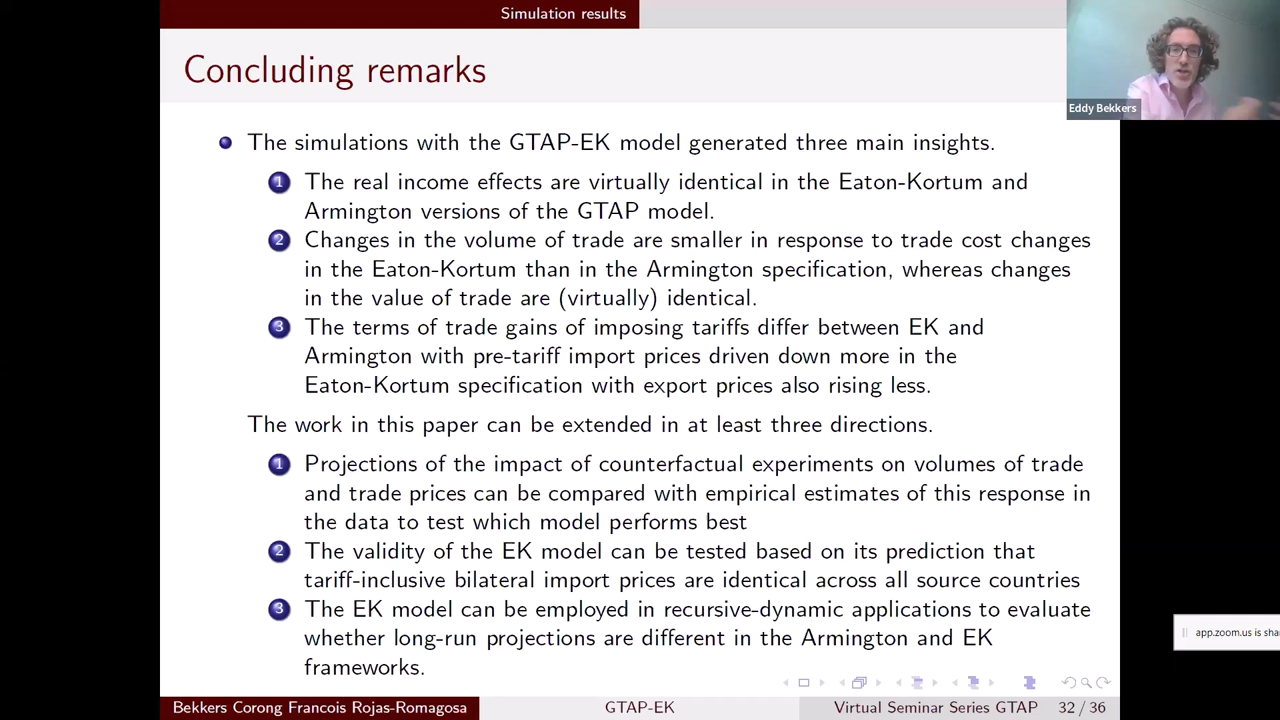 Simulation results
Concluding remarks
Eddy Bekkers
The simulations with the GTAP-EK model generated three main insights.
1 The real income effects are virtually identical in the Eaton-Kortum and
Armington versions of the GTAP model.
2 Changes in the volume of trade are smaller in response to trade cost changes
in the Eaton-Kortum than in the Armington specification, whereas changes
in the value of trade are (virtually) identical.
3 The terms of trade gains of imposing tariffs differ between EK and
Armington with pre-tariff import prices driven down more in the
Eaton-Kortum specification with export prices also rising less.
The work in this paper can be extended in at least three directions.
1 Projections of the impact of counterfactual experiments on volumes of trade
and trade prices can be compared with empirical estimates of this response in
the data to test which model performs best
2 The validity of the EK model can be tested based on its prediction that
tariff-inclusive bilateral import prices are identical across all source countries
3 The EK model can be employed in recursive-dynamic applications to evaluate
whether long-run projections are different in the Armington and EK
frameworks.
app.zoom.us is sha
Bekkers Corong Francois Rojas-Romagosa GTAP-EK Virtual Seminar Series GTAP 32 / 36